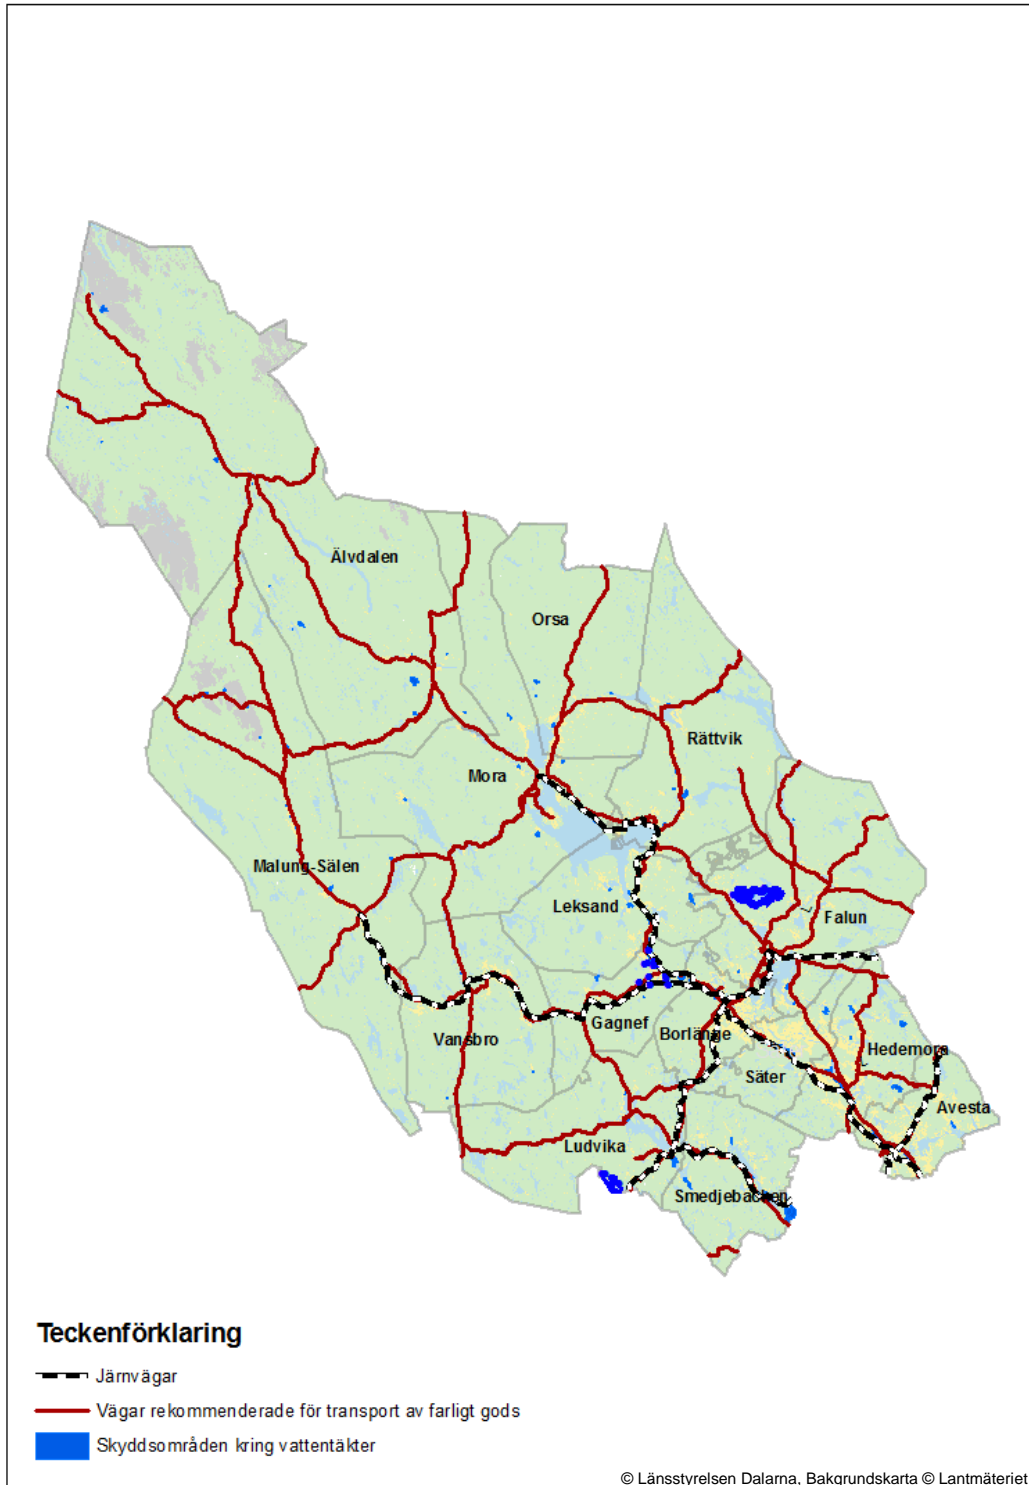 Älvdalen
Orsa
Rättvik
Mora
Malung-Sälen
Leksand
Falun
Gagnef
Borlänge
Vansbro
Hedemora
Säter
Avesta
Ludvika
Smedjebacken
Teckenförklaring
Järnvägar
Vägar rekommenderade för transport av farligt gods
Skyddsområden kring vattentäkter
© Länsstyrelsen Dalarna, Bakgrundskarta © Lantmäteriet